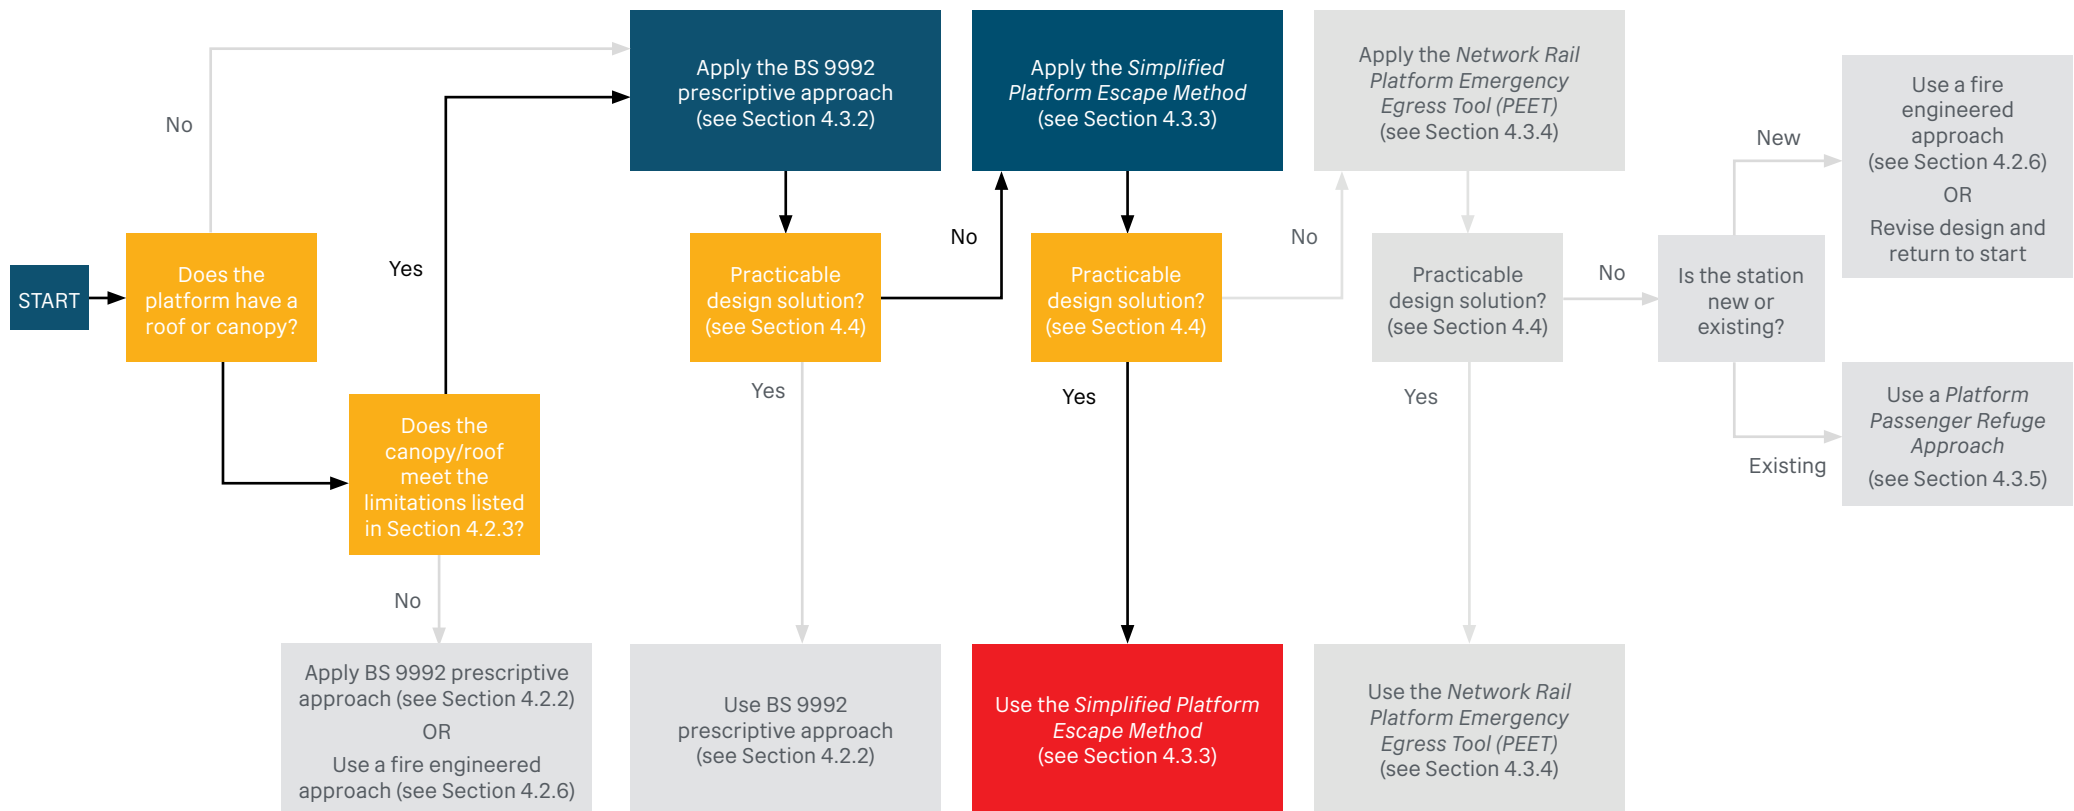 START
Does the
platform have a
roof or canopy?
No
Yes
Does the
canopy/roof
meet the
limitations listed
in Section 4.2.3?
No
Apply BS 9992 prescriptive
approach (see Section 4.2.2)
OR
Use a fire engineered
approach (see Section 4.2.6)
Apply the BS 9992
prescriptive approach
(see Section 4.3.2)
Practicable
design solution?
(see Section 4.4)
No
Yes
Use BS 9992
prescriptive approach
(see Section 4.2.2)
Apply the Simplified
Platform Escape Method
(see Section 4.3.3)
Practicable
design solution?
(see Section 4.4)
No
Yes
Use the Simplified Platform
Escape Method
(see Section 4.3.3)
Apply the Network Rail
Platform Emergency
Egress Tool (PEET)
(see Section 4.3.4)
Practicable
design solution?
(see Section 4.4)
No
Yes
Use the Network Rail
Platform Emergency
Egress Tool (PEET)
(see Section 4.3.4)
Is the station
new or
existing?
New
Use a fire
engineered
approach
(see Section 4.2.6)
OR
Revise design and
return to start
Existing
Use a Platform
Passenger Refuge
Approach
(see Section 4.3.5)